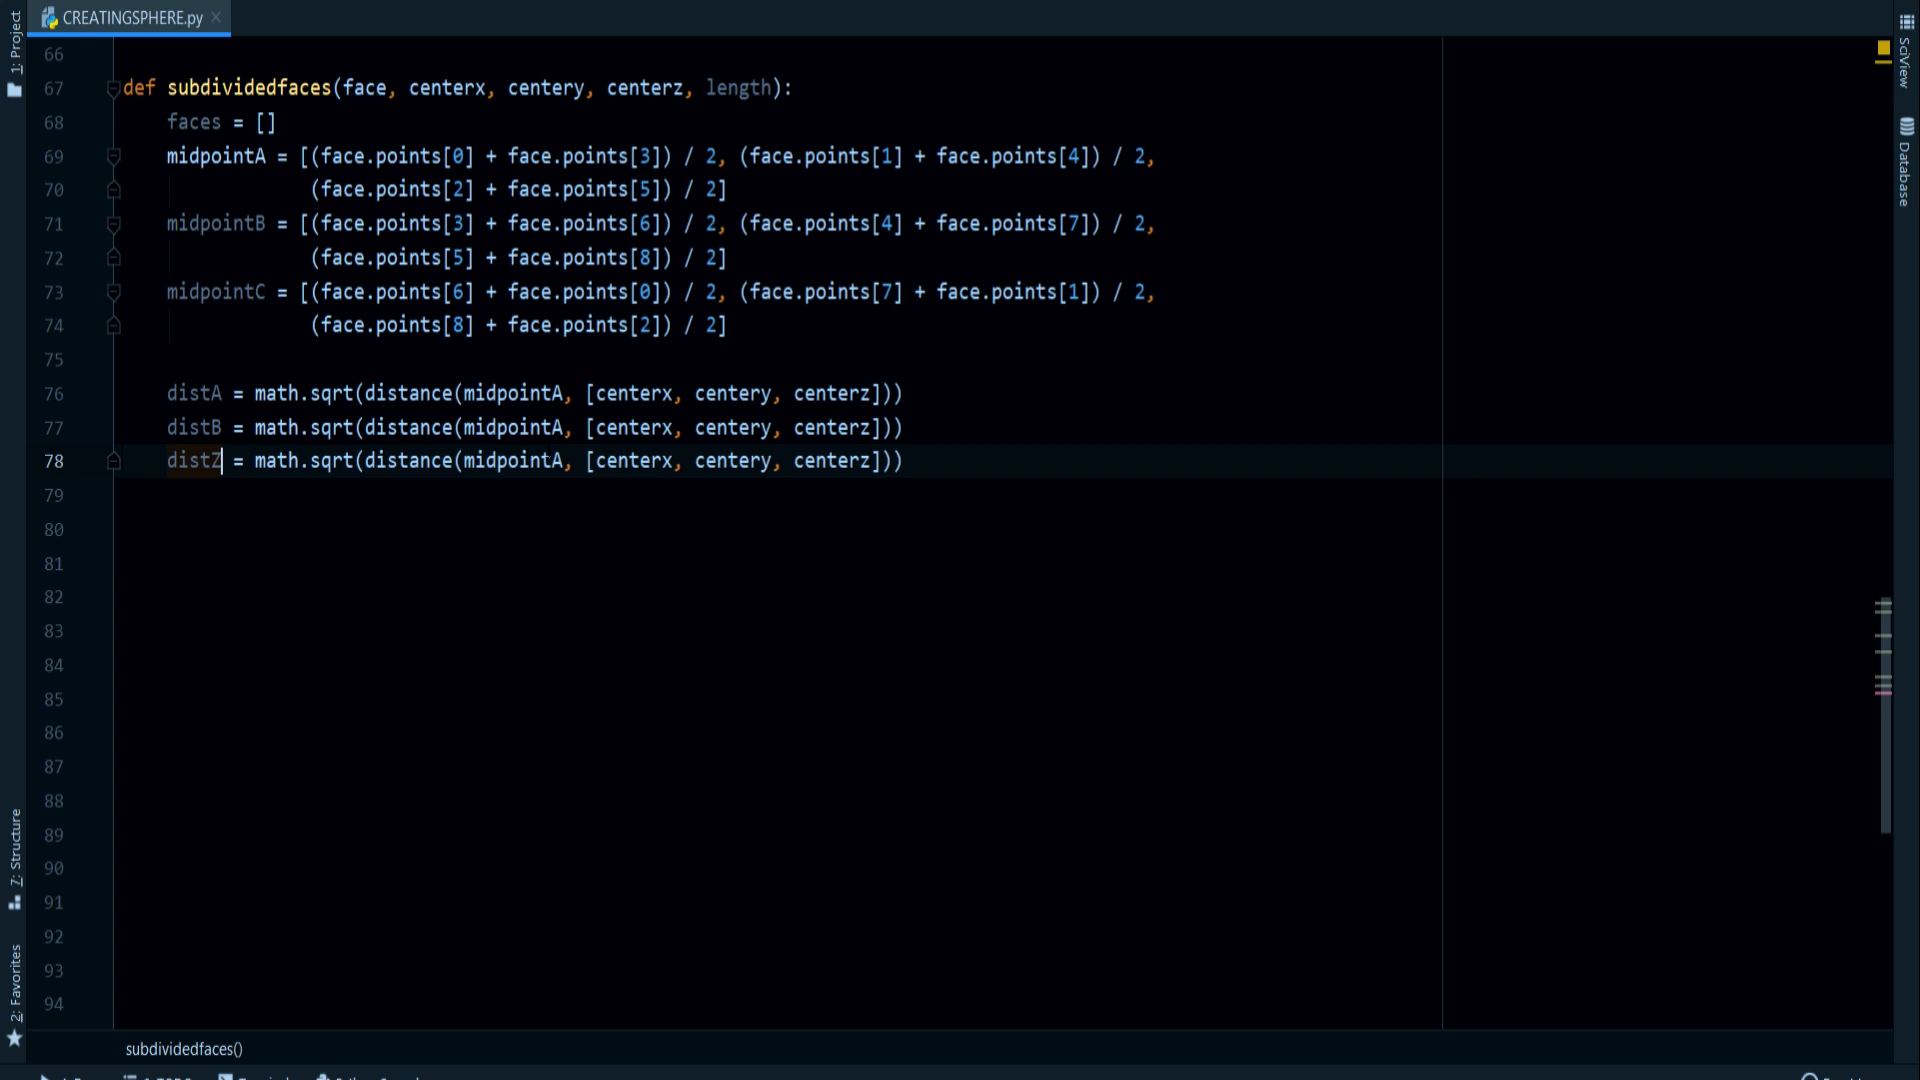 CREATINGSPHERE.py
1: Project
SciView
Database
66
67 def subdividedfaces(face, centerx, centery, centerz, length):
68 faces = []
69 midpointA = [(face.points[0] + face.points[3]) / 2, (face.points[1] + face.points[4]) / 2,
70 (face.points[2] + face.points[5]) / 2]
71 midpointB = [(face.points[3] + face.points[6]) / 2, (face.points[4] + face.points[7]) / 2,
72 (face.points[5] + face.points[8]) / 2]
73 midpointC = [(face.points[6] + face.points[0]) / 2, (face.points[7] + face.points[1]) / 2,
74 (face.points[8] + face.points[2]) / 2]
75
76 distA = math.sqrt(distance(midpointA, [centerx, centery, centerz]))
77 distB = math.sqrt(distance(midpointA, [centerx, centery, centerz]))
78 distZ = math.sqrt(distance(midpointA, [centerx, centery, centerz]))
79
80
81
82
83
84
85
86
87
88
89
90
91
92
93
94
7: Structure
2: Favorites
subdividedfaces()